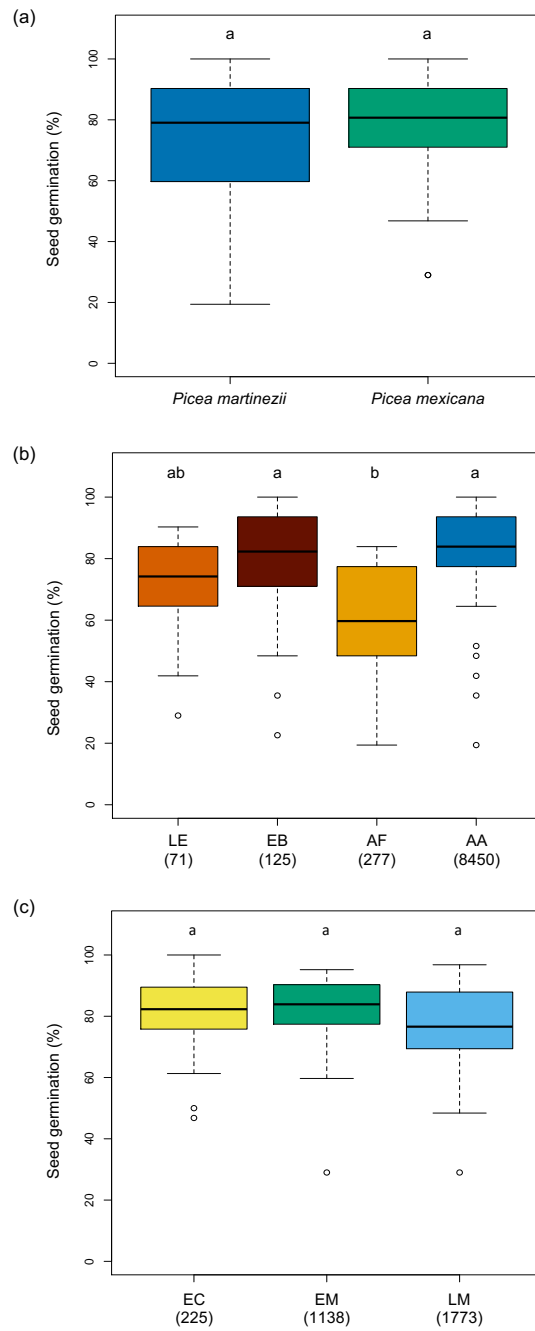 (a)
a a
Seed germination (%)
100
80
60
40
20
0
Picea martinezii Picea mexicana
(b)
ab a b a
Seed germination (%)
100
80
60
40
20
0
LE EB AF AA
(71) (125) (277) (8450)
(c)
a a a
Seed germination (%)
100
80
60
40
20
0
EC EM LM
(225) (1138) (1773)